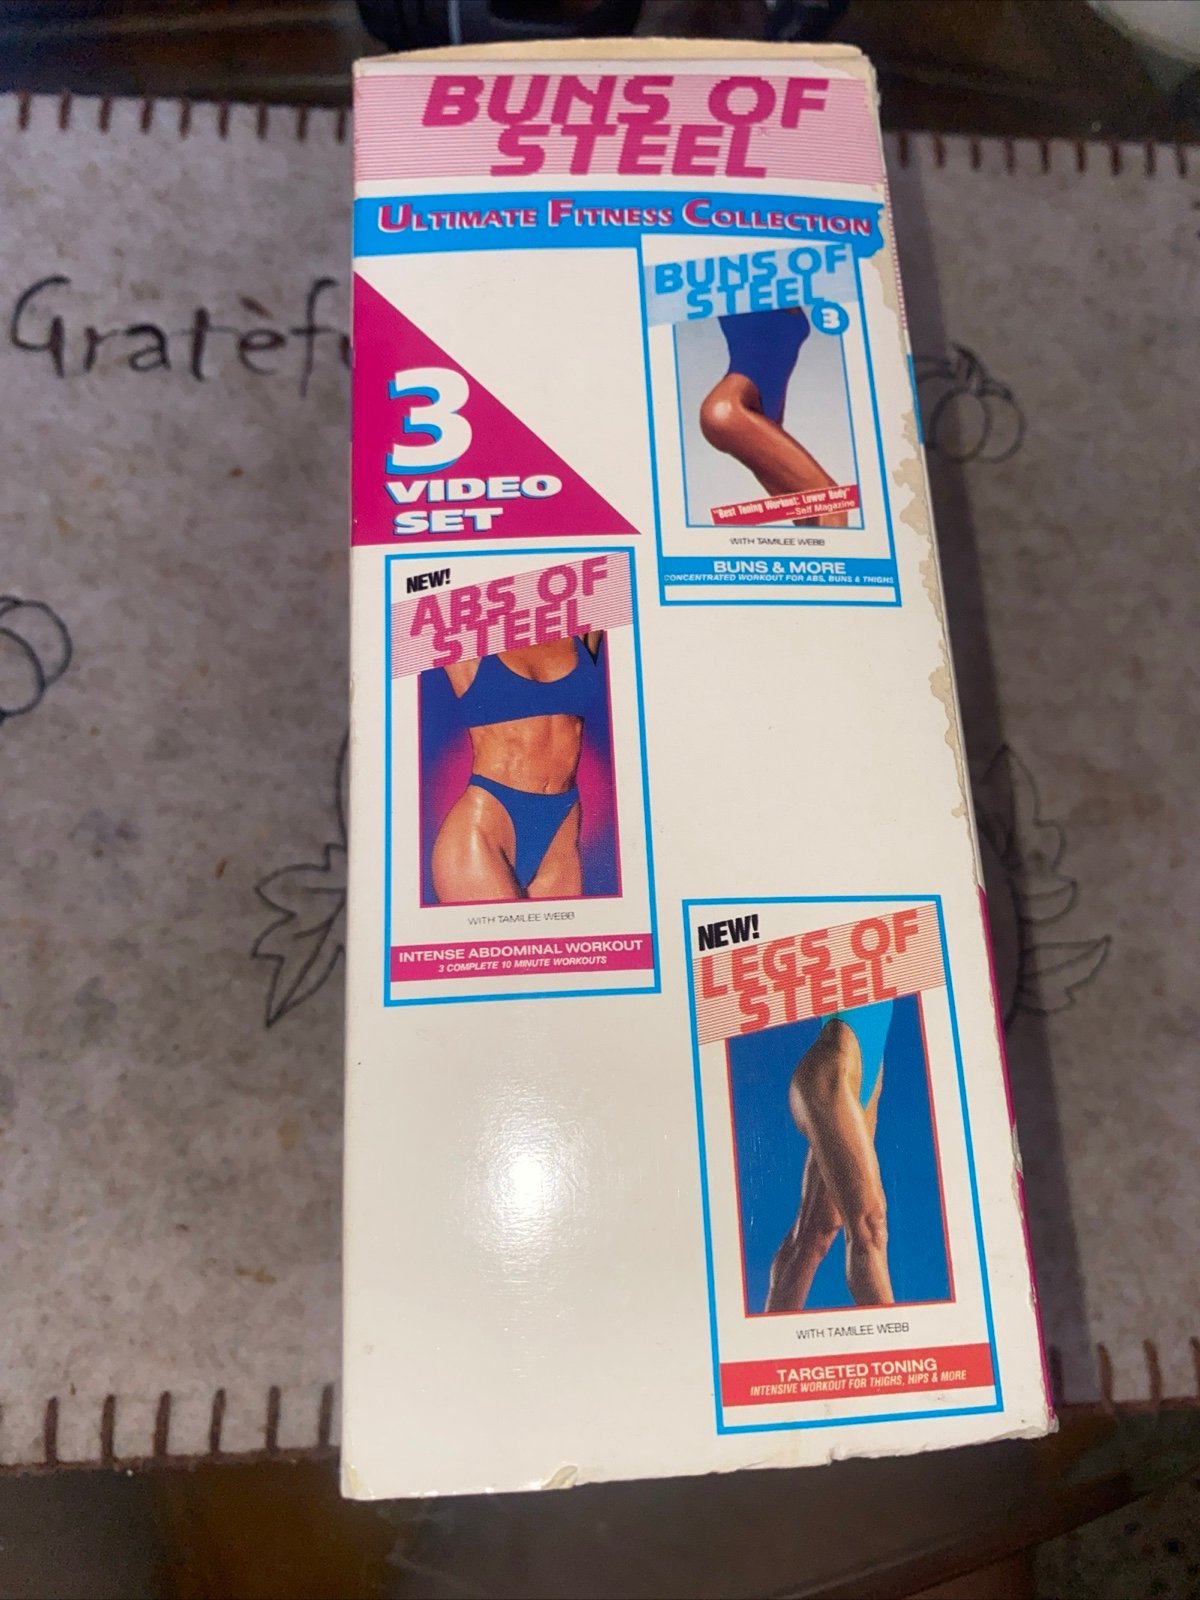 BUNS OF
STEEL
ULTIMATE FITNESS COLLECTION
Grateful
3
VIDEO
SET
BUNS OF
STEEL
3
"Best Toning Workout: Lower Body"
—Self Magazine
WITH TAMILEE WEBB
BUNS & MORE
CONCENTRATED WORKOUT FOR ABS, BUNS & THIGHS
NEW!
ABS OF
STEEL
WITH TAMILEE WEBB
INTENSE ABDOMINAL WORKOUT
3 COMPLETE 10 MINUTE WORKOUTS
NEW!
LEGS OF
STEEL
WITH TAMILEE WEBB
TARGETED TONING
INTENSIVE WORKOUT FOR THIGHS, HIPS & MORE